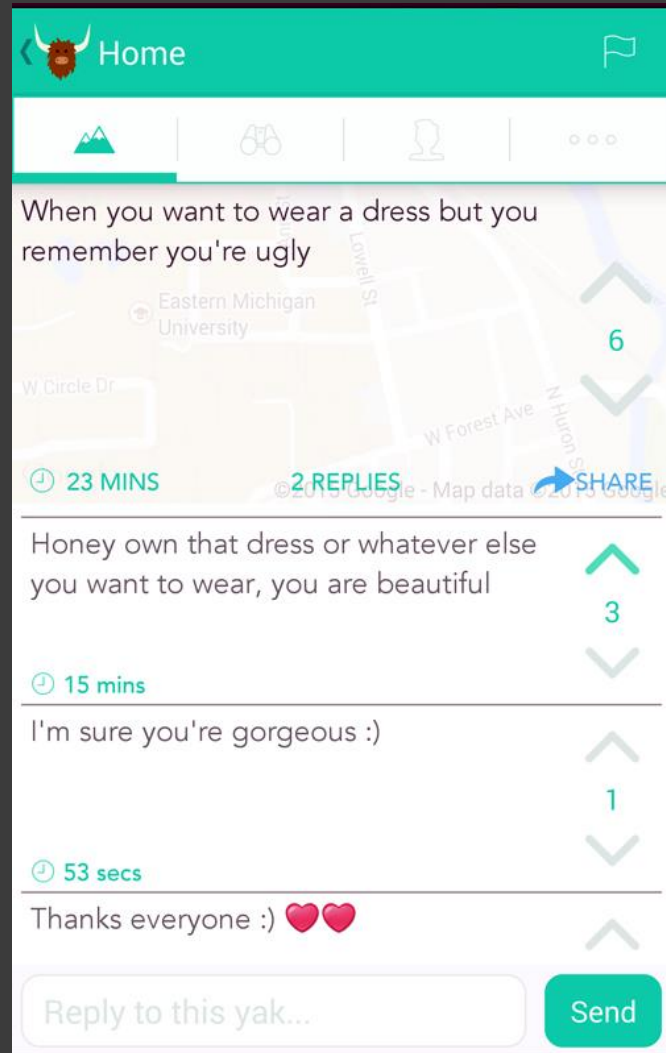 Home
When you want to wear a dress but you
remember you're ugly
Lowell St
Eastern Michigan
University
6
W Circle Dr
W Forest Ave
N Huron
23 MINS
2 REPLIES
SHARE
Google - Map data
Honey own that dress or whatever else
you want to wear, you are beautiful
3
15 mins
I'm sure you're gorgeous :)
1
53 secs
Thanks everyone :) ❤❤
Reply to this yak...
Send